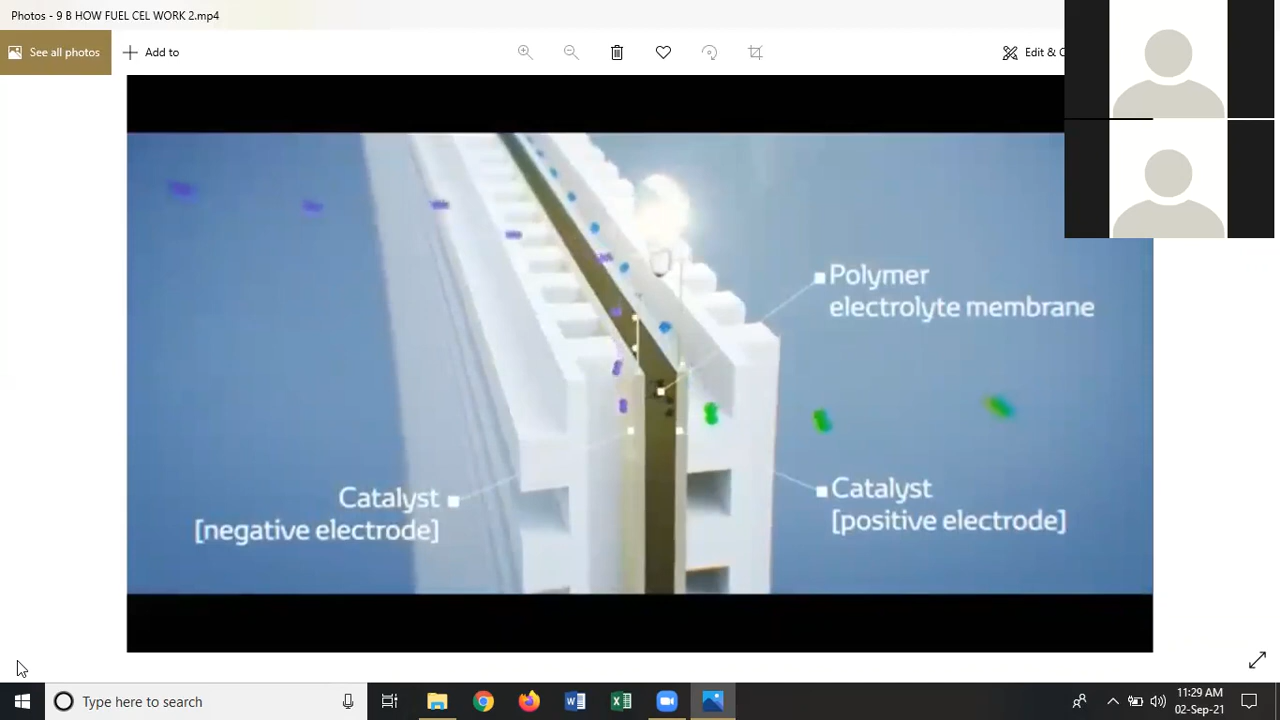 Photos - 9 B HOW FUEL CEL WORK 2.mp4
See all photos
Add to
Edit & C
Polymer
electrolyte membrane
Catalyst
[negative electrode]
Catalyst
[positive electrode]
Type here to search
11:29 AM
02-Sep-21